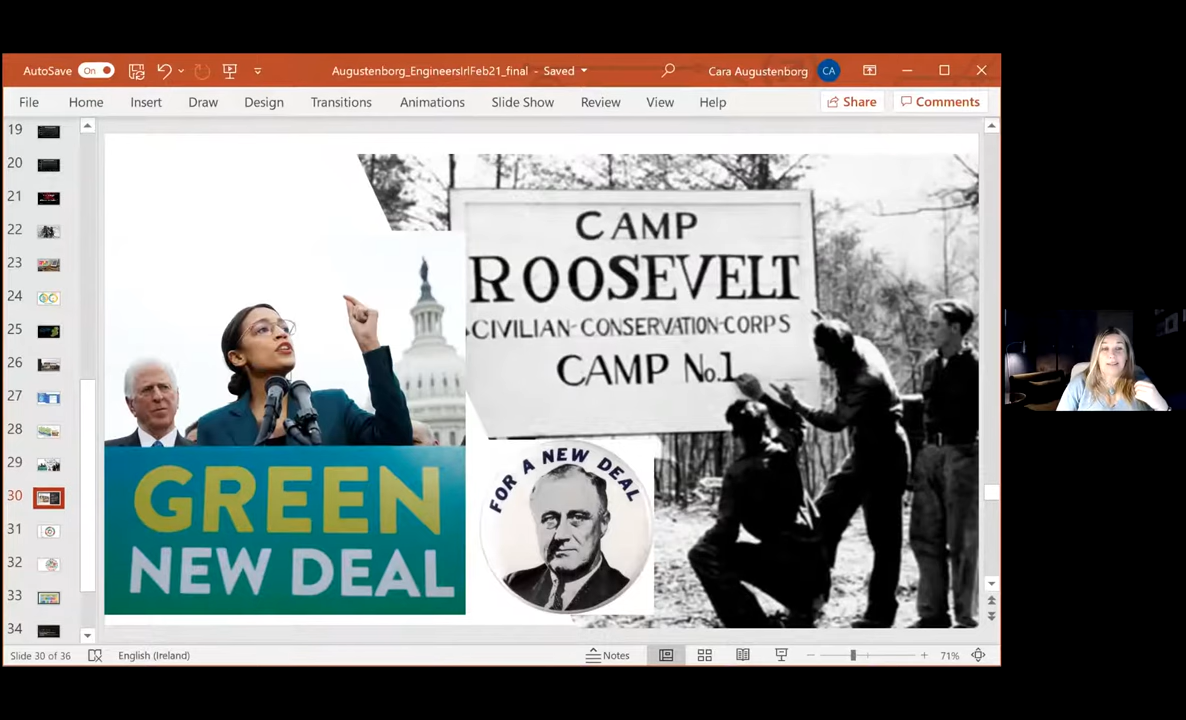 AutoSave On
Augustenborg_EngineersIrlFeb21_final - Saved
Cara Augustenborg CA
File Home Insert Draw Design Transitions Animations Slide Show Review View Help
Share Comments
19
20
21
22
23
24
25
26
27
28
29
30
31
32
33
34
CAMP
ROOSEVELT
CIVILIAN-CONSERVATION-CORPS
CAMP No.1
FOR A NEW DEAL
GREEN
NEW DEAL
Slide 30 of 36 English (Ireland) Notes 71%